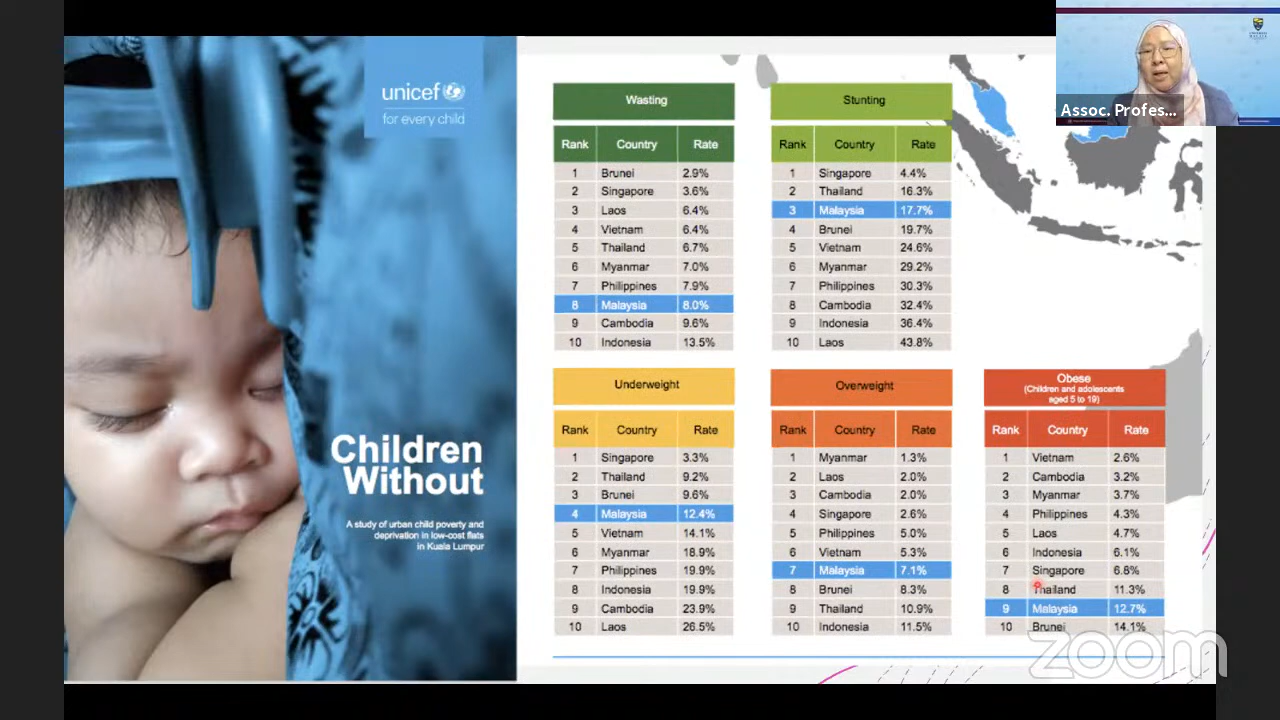 unicef
for every child
Children
Without
A study of urban child poverty and
deprivation in low-cost flats
in Kuala Lumpur
Wasting
Rank Country Rate
1 Brunei 2.9%
2 Singapore 3.6%
3 Laos 6.4%
4 Vietnam 6.4%
5 Thailand 6.7%
6 Myanmar 7.0%
7 Philippines 7.9%
8 Malaysia 8.0%
9 Cambodia 9.6%
10 Indonesia 13.5%
Stunting
Rank Country Rate
1 Singapore 4.4%
2 Thailand 16.3%
3 Malaysia 17.7%
4 Brunei 19.7%
5 Vietnam 24.6%
6 Myanmar 29.2%
7 Philippines 30.3%
8 Cambodia 32.4%
9 Indonesia 36.4%
10 Laos 43.8%
Underweight
Rank Country Rate
1 Singapore 3.3%
2 Thailand 9.2%
3 Brunei 9.6%
4 Malaysia 12.4%
5 Vietnam 14.1%
6 Myanmar 18.9%
7 Philippines 19.9%
8 Indonesia 19.9%
9 Cambodia 23.9%
10 Laos 26.5%
Overweight
Rank Country Rate
1 Myanmar 1.3%
2 Laos 2.0%
3 Cambodia 2.0%
4 Singapore 2.6%
5 Philippines 5.0%
6 Vietnam 5.3%
7 Malaysia 7.1%
8 Brunei 8.3%
9 Thailand 10.9%
10 Indonesia 11.5%
Obese
(Children and adolescents
aged 5 to 19)
Rank Country Rate
1 Vietnam 2.6%
2 Cambodia 3.2%
3 Myanmar 3.7%
4 Philippines 4.3%
5 Laos 4.7%
6 Indonesia 6.1%
7 Singapore 6.8%
8 Thailand 11.3%
9 Malaysia 12.7%
10 Brunei 14.1%
Assoc. Profes...
zoom